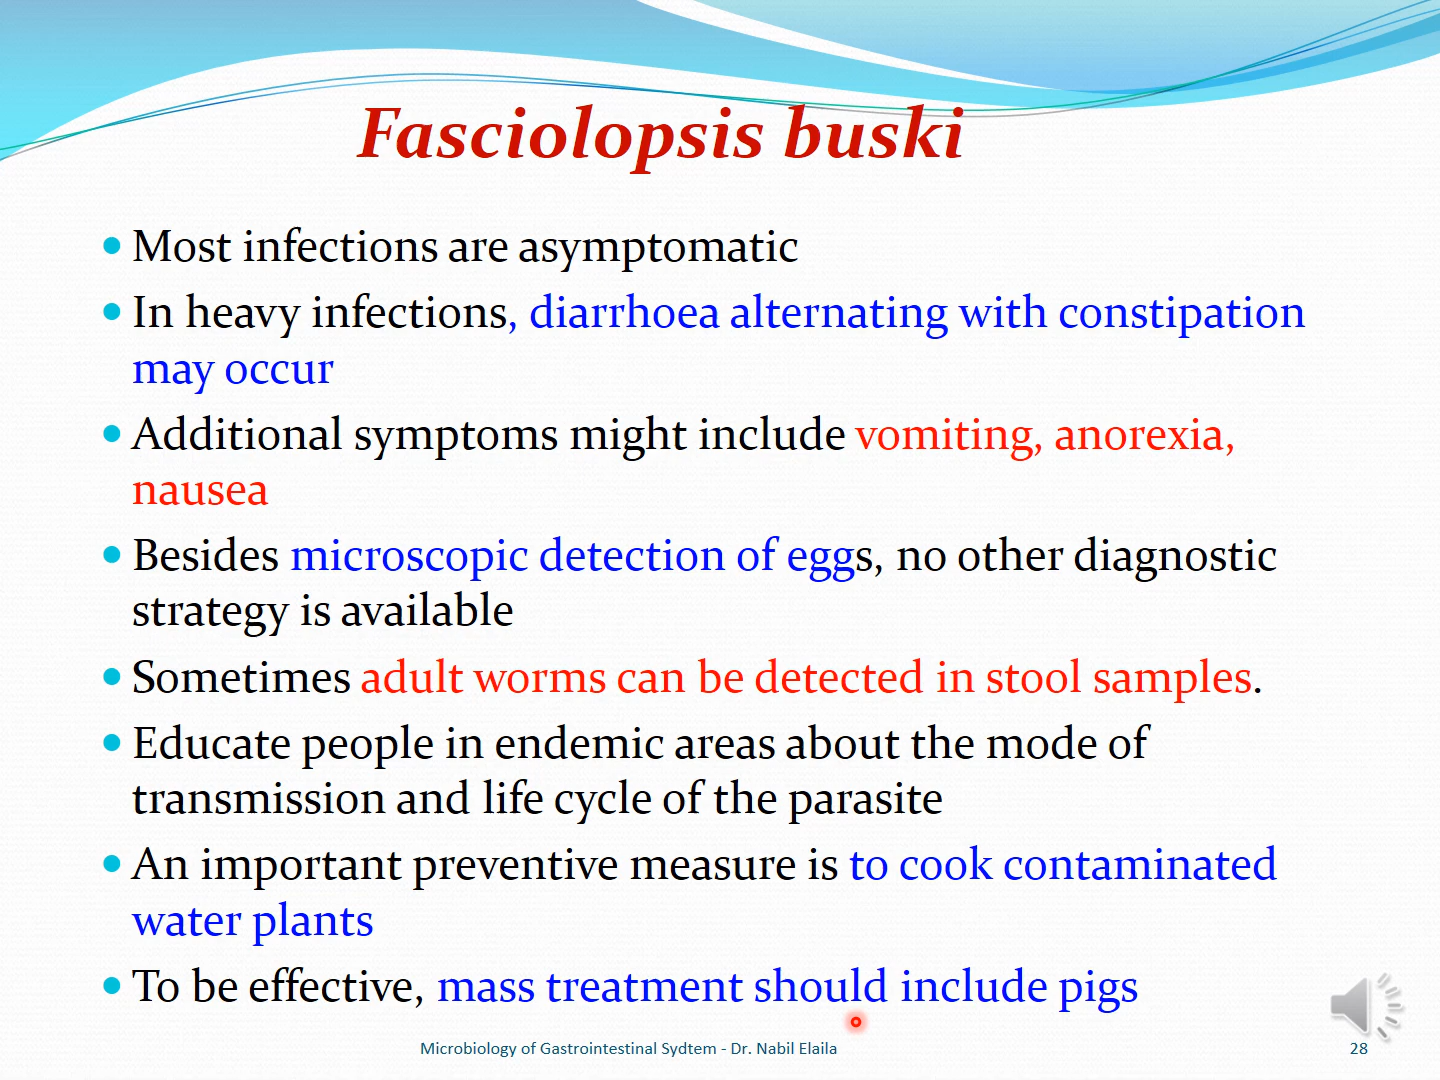 Fasciolopsis buski
Most infections are asymptomatic
In heavy infections, diarrhoea alternating with constipation
may occur
Additional symptoms might include vomiting, anorexia,
nausea
Besides microscopic detection of eggs, no other diagnostic
strategy is available
Sometimes adult worms can be detected in stool samples.
Educate people in endemic areas about the mode of
transmission and life cycle of the parasite
An important preventive measure is to cook contaminated
water plants
To be effective, mass treatment should include pigs
Microbiology of Gastrointestinal Sydtem - Dr. Nabil Elaila
28